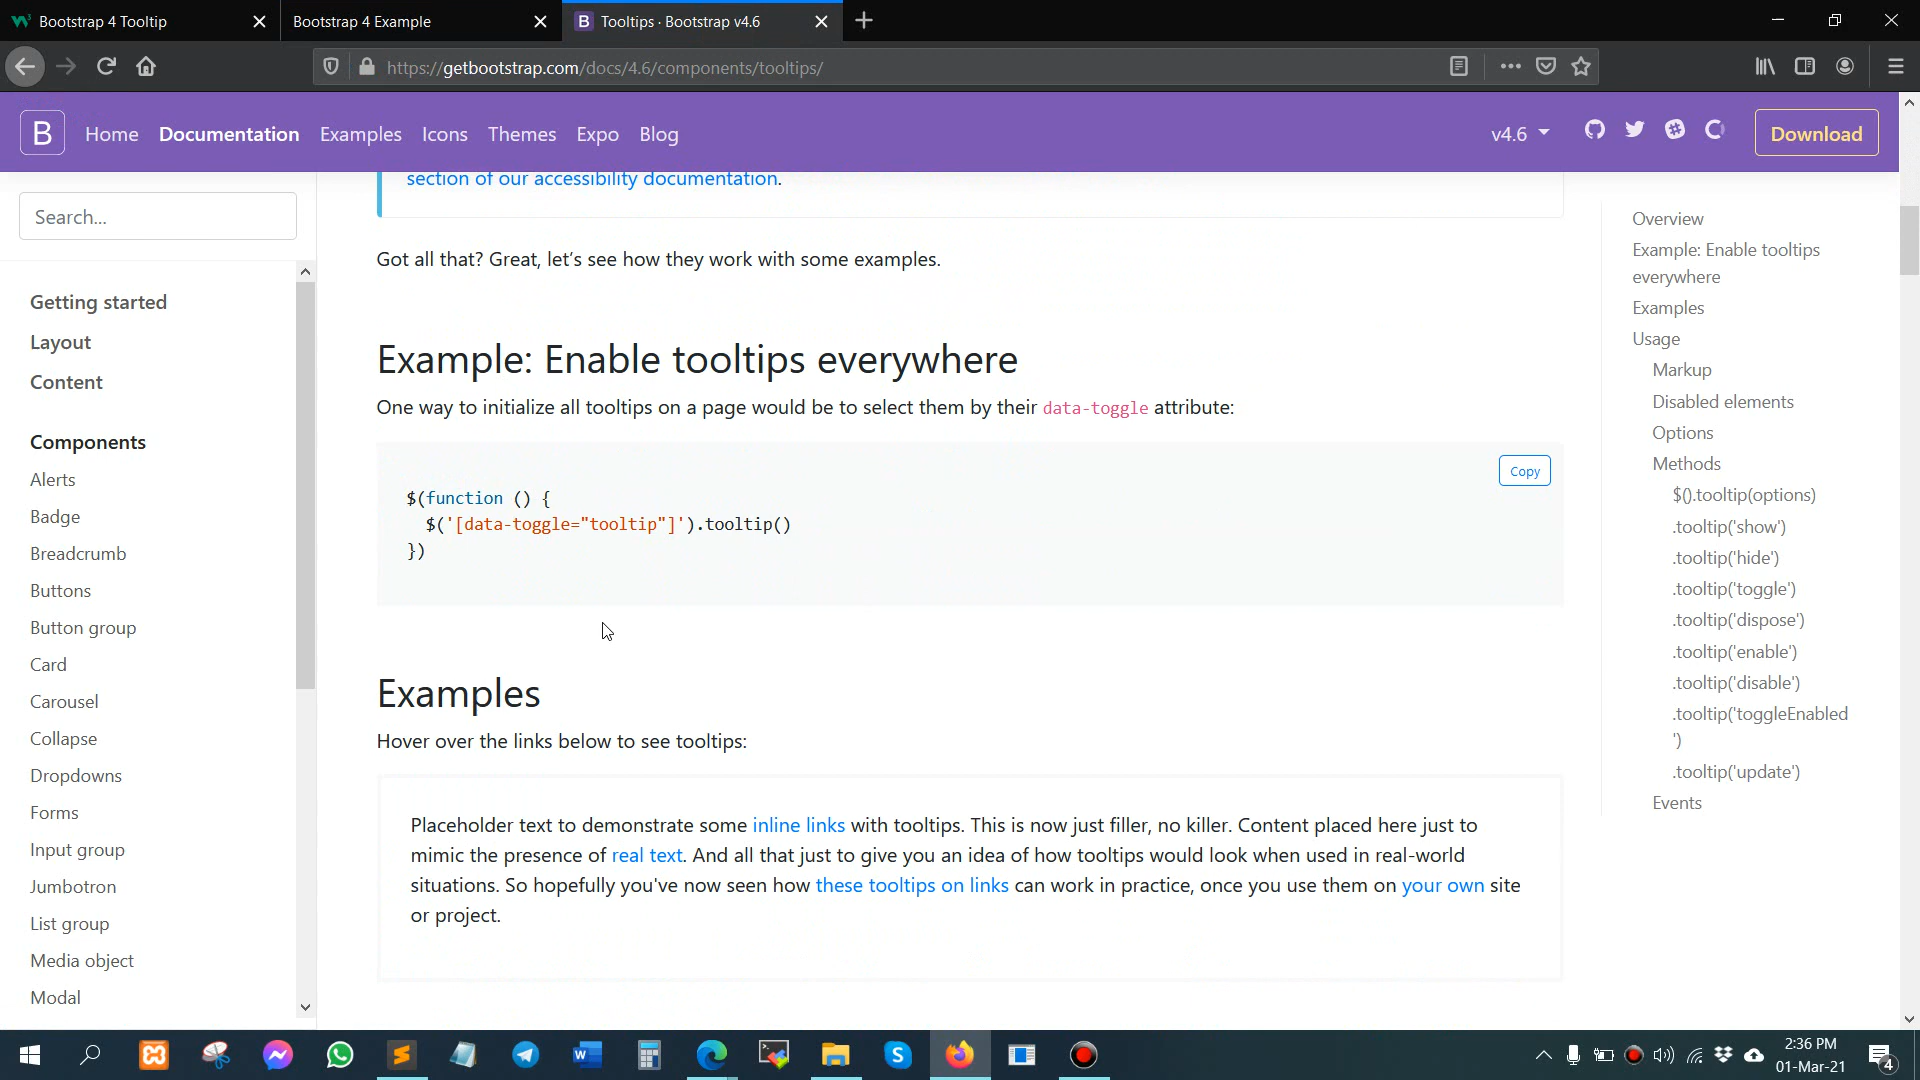 Bootstrap 4 Tooltip
Bootstrap 4 Example
B Tooltips · Bootstrap v4.6
https://getbootstrap.com/docs/4.6/components/tooltips/
B Home Documentation Examples Icons Themes Expo Blog v4.6 Download
section of our accessibility documentation.
Search...
Getting started
Layout
Content
Components
Alerts
Badge
Breadcrumb
Buttons
Button group
Card
Carousel
Collapse
Dropdowns
Forms
Input group
Jumbotron
List group
Media object
Modal
Got all that? Great, let’s see how they work with some examples.
Example: Enable tooltips everywhere
One way to initialize all tooltips on a page would be to select them by their data-toggle attribute:
Copy
$(function () {
$('[data-toggle="tooltip"]').tooltip()
})
Examples
Hover over the links below to see tooltips:
Placeholder text to demonstrate some inline links with tooltips. This is now just filler, no killer. Content placed here just to
mimic the presence of real text. And all that just to give you an idea of how tooltips would look when used in real-world
situations. So hopefully you've now seen how these tooltips on links can work in practice, once you use them on your own site
or project.
Overview
Example: Enable tooltips
everywhere
Examples
Usage
Markup
Disabled elements
Options
Methods
$().tooltip(options)
.tooltip('show')
.tooltip('hide')
.tooltip('toggle')
.tooltip('dispose')
.tooltip('enable')
.tooltip('disable')
.tooltip('toggleEnabled
')
.tooltip('update')
Events
2:36 PM
01-Mar-21
4